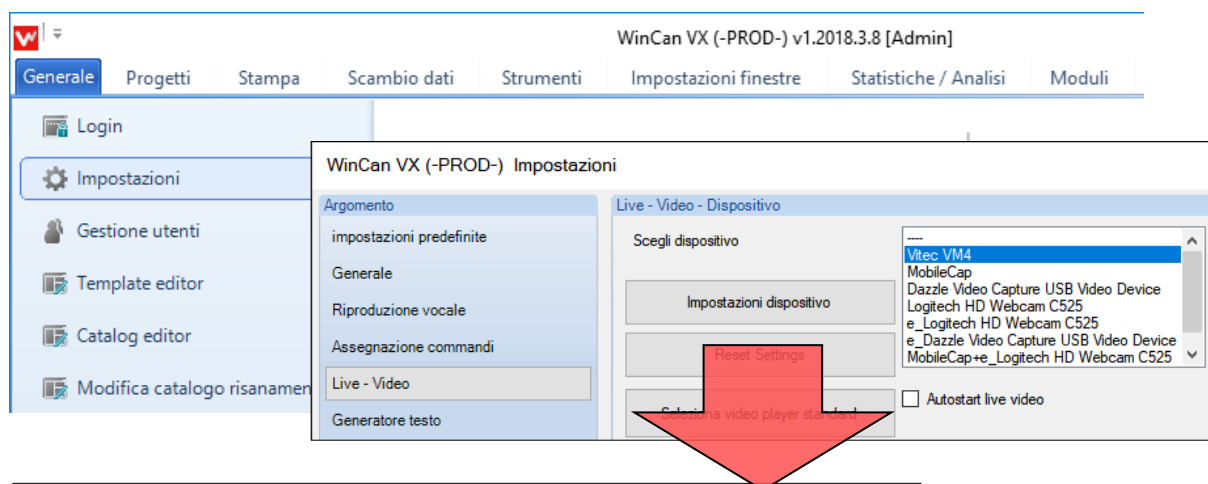 WinCan VX (-PROD-) v1.2018.3.8 [Admin]
Generale Progetti Stampa Scambio dati Strumenti Impostazioni finestre Statistiche / Analisi Moduli
Login
Impostazioni
Gestione utenti
Template editor
Catalog editor
Modifica catalogo risanamen
WinCan VX (-PROD-) Impostazioni
Argomento
impostazioni predefinite
Generale
Riproduzione vocale
Assegnazione commandi
Live - Video
Generatore testo
Live - Video - Dispositivo
Scegli dispositivo
Impostazioni dispositivo
Reset Settings
Seleziona video player standard
----
Vitec VM4
MobileCap
Dazzle Video Capture USB Video Device
Logitech HD Webcam C525
e_Logitech HD Webcam C525
e_Dazzle Video Capture USB Video Device
MobileCap+e_Logitech HD Webcam C525
Autostart live video